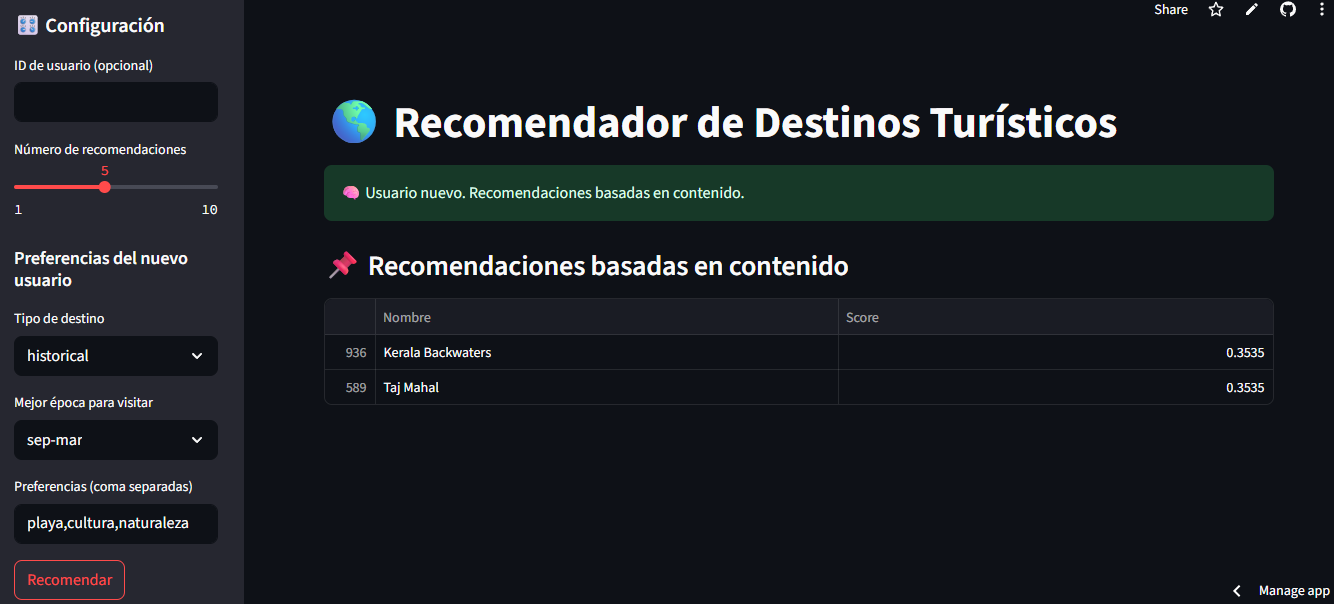 Configuración
ID de usuario (opcional)
Número de recomendaciones
5
1 10
Preferencias del nuevo
usuario
Tipo de destino
historical
Mejor época para visitar
sep-mar
Preferencias (coma separadas)
playa,cultura,naturaleza
Recomendar
Share
Recomendador de Destinos Turísticos
Usuario nuevo. Recomendaciones basadas en contenido.
Recomendaciones basadas en contenido
Nombre Score
936 Kerala Backwaters 0.3535
589 Taj Mahal 0.3535
Manage app